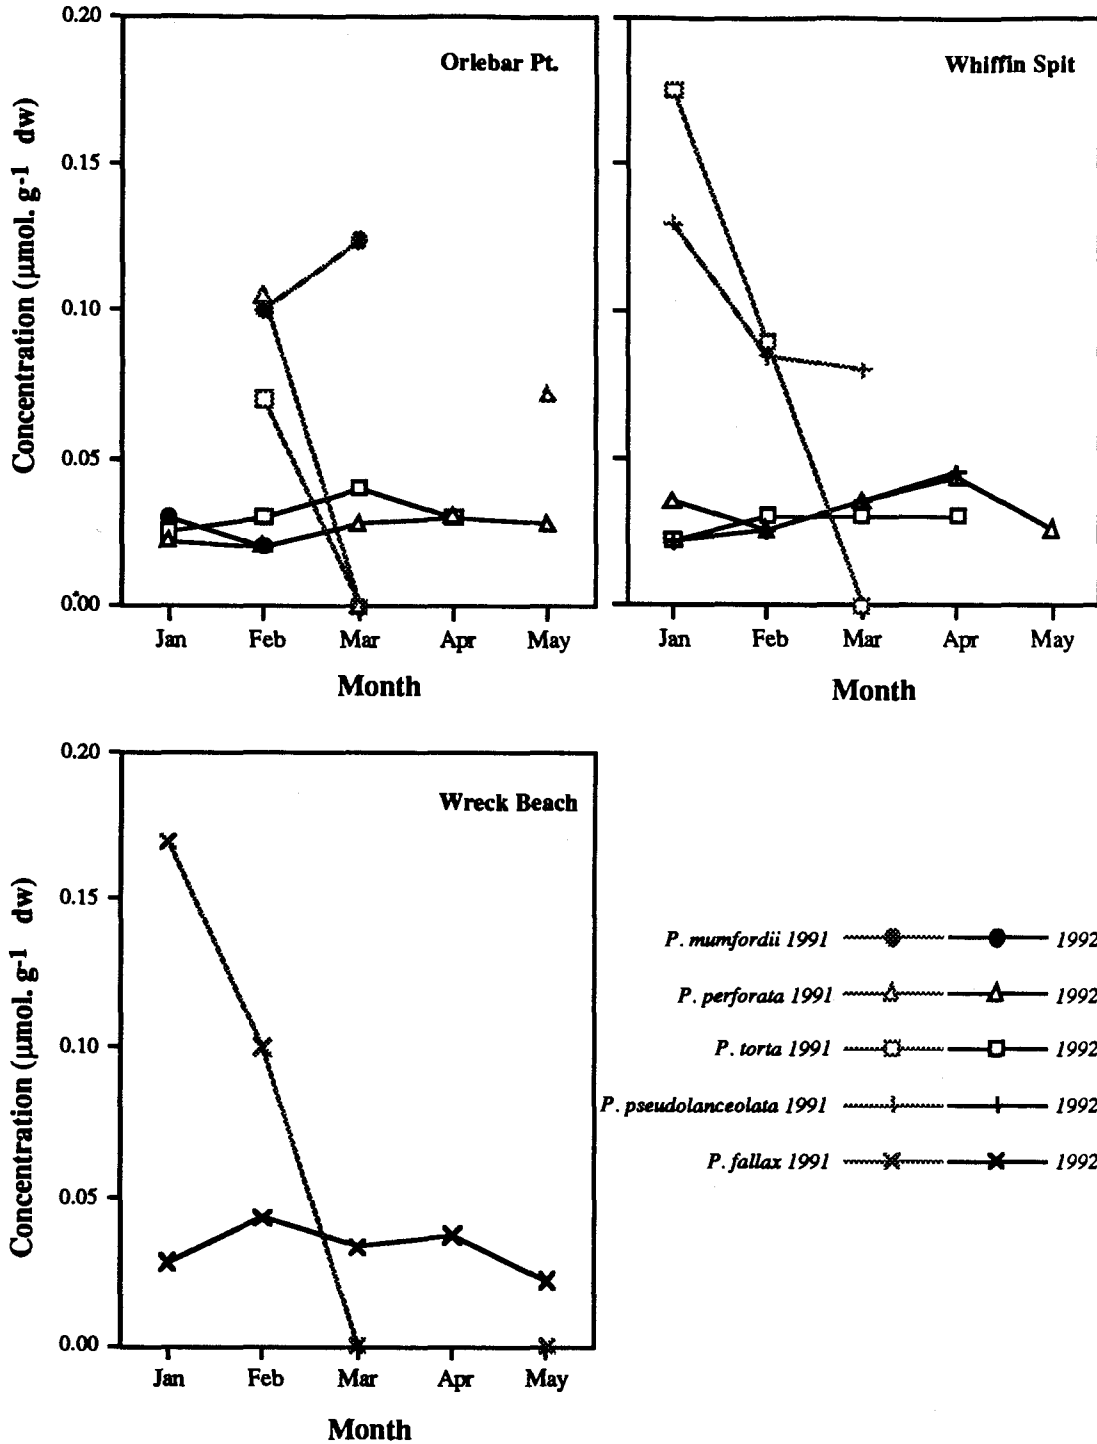 Orlebar Pt.
0.20
0.15
0.10
0.05
0.00*
Concentration (µmol. g-1 dw)
Jan Feb Mar Apr May
Month
Whiffin Spit
Jan Feb Mar Apr May
Month
Wreck Beach
0.20
0.15
0.10
0.05
0.00
Concentration (µmol. g-1 dw)
Jan Feb Mar Apr May
Month
P. mumfordii 1991 1992
P. perforata 1991 1992
P. torta 1991 1992
P. pseudolanceolata 1991 1992
P. fallax 1991 1992